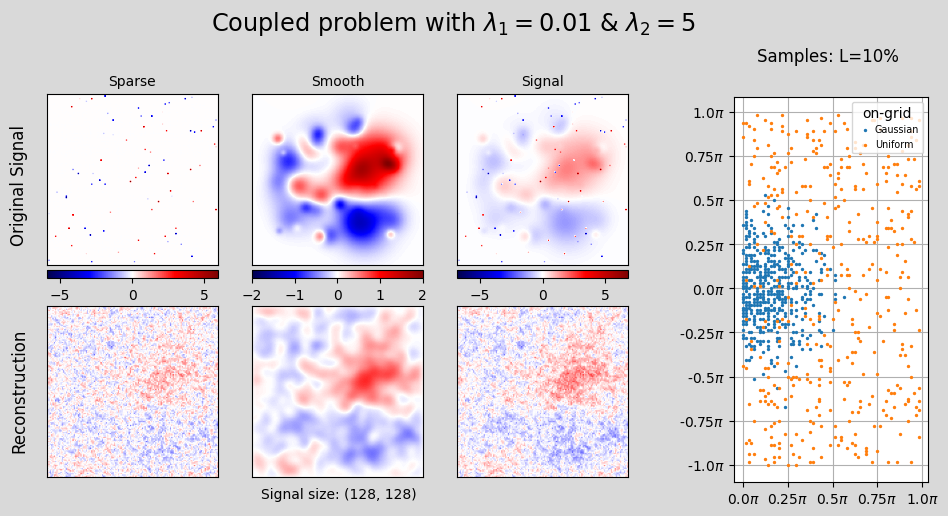 Coupled problem with λ₁ = 0.01 & λ₂ = 5
Samples: L=10%
Sparse
Smooth
Signal
Original Signal
−5 0 5
−2 −1 0 1 2
−5 0 5
Reconstruction
Signal size: (128, 128)
on-grid
Gaussian
Uniform
1.0π
0.75π
0.5π
0.25π
0.0π
-0.25π
-0.5π
-0.75π
-1.0π
0.0π 0.25π 0.5π 0.75π 1.0π